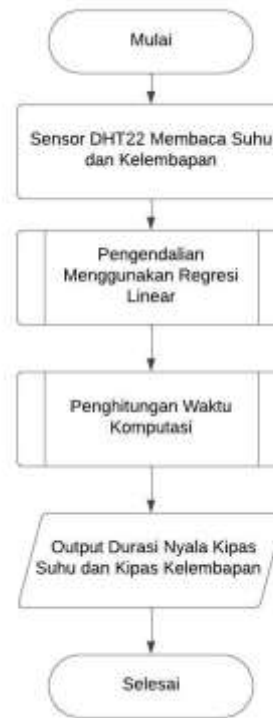 Mulai
Sensor DHT22 Membaca Suhu
dan Kelembapan
Pengendalian
Menggunakan Regresi
Linear
Penghitungan Waktu
Komputasi
Output Durasi Nyala Kipas
Suhu dan Kipas Kelembapan
Selesai